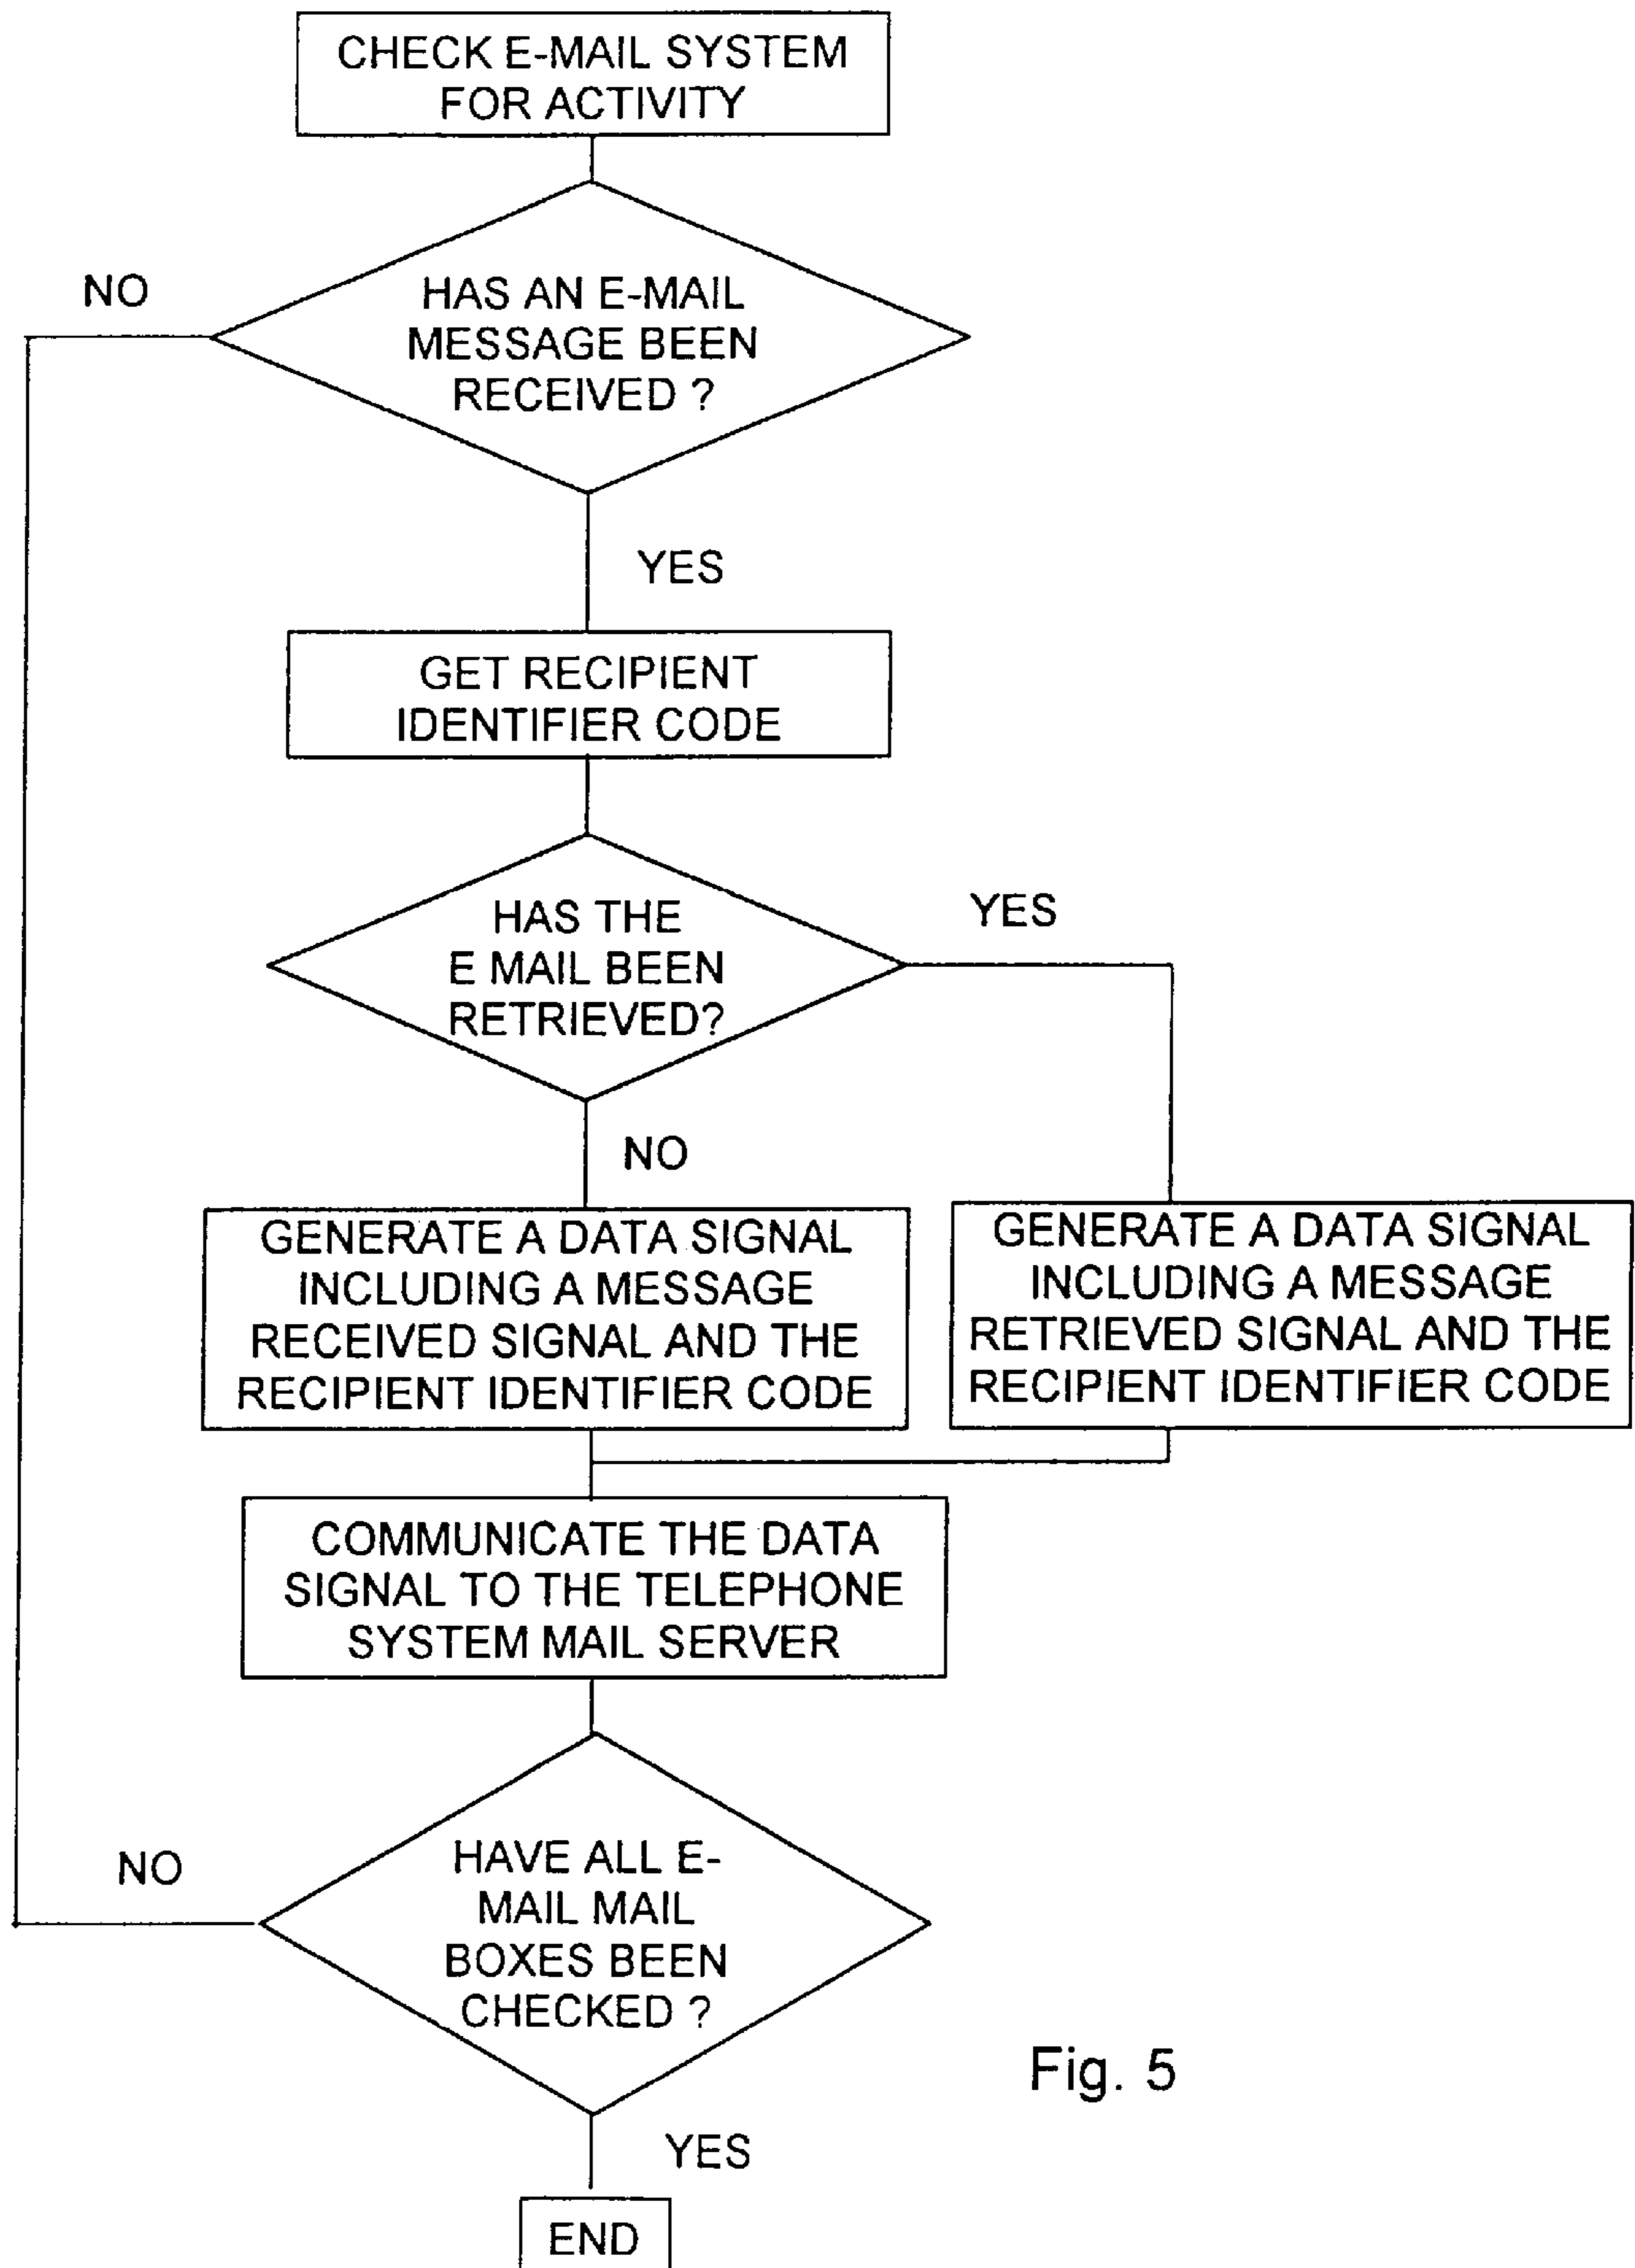 CHECK E-MAIL SYSTEM
FOR ACTIVITY
NO
HAS AN E-MAIL
MESSAGE BEEN
RECEIVED ?
YES
GET RECIPIENT
IDENTIFIER CODE
HAS THE
E MAIL BEEN
RETRIEVED?
YES
NO
GENERATE A DATA SIGNAL
INCLUDING A MESSAGE
RECEIVED SIGNAL AND THE
RECIPIENT IDENTIFIER CODE
GENERATE A DATA SIGNAL
INCLUDING A MESSAGE
RETRIEVED SIGNAL AND THE
RECIPIENT IDENTIFIER CODE
COMMUNICATE THE DATA
SIGNAL TO THE TELEPHONE
SYSTEM MAIL SERVER
NO
HAVE ALL E-
MAIL MAIL
BOXES BEEN
CHECKED ?
Fig. 5
YES
END